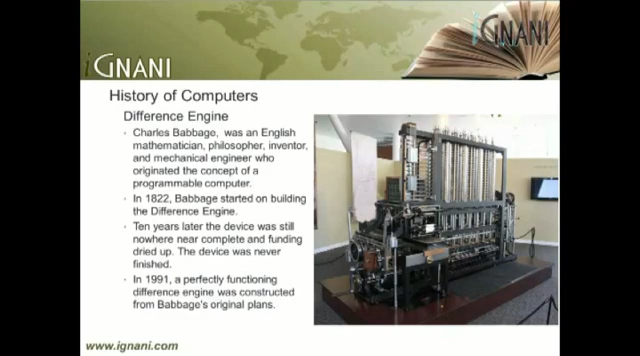 iGNANI
iGNANI
History of Computers
Difference Engine
Charles Babbage, was an English
mathematician, philosopher, inventor,
and mechanical engineer who
originated the concept of a
programmable computer.
In 1822, Babbage started on building
the Difference Engine.
Ten years later the device was still
nowhere near complete and funding
dried up. The device was never
finished.
In 1991, a perfectly functioning
difference engine was constructed
from Babbage's original plans.
www.ignani.com